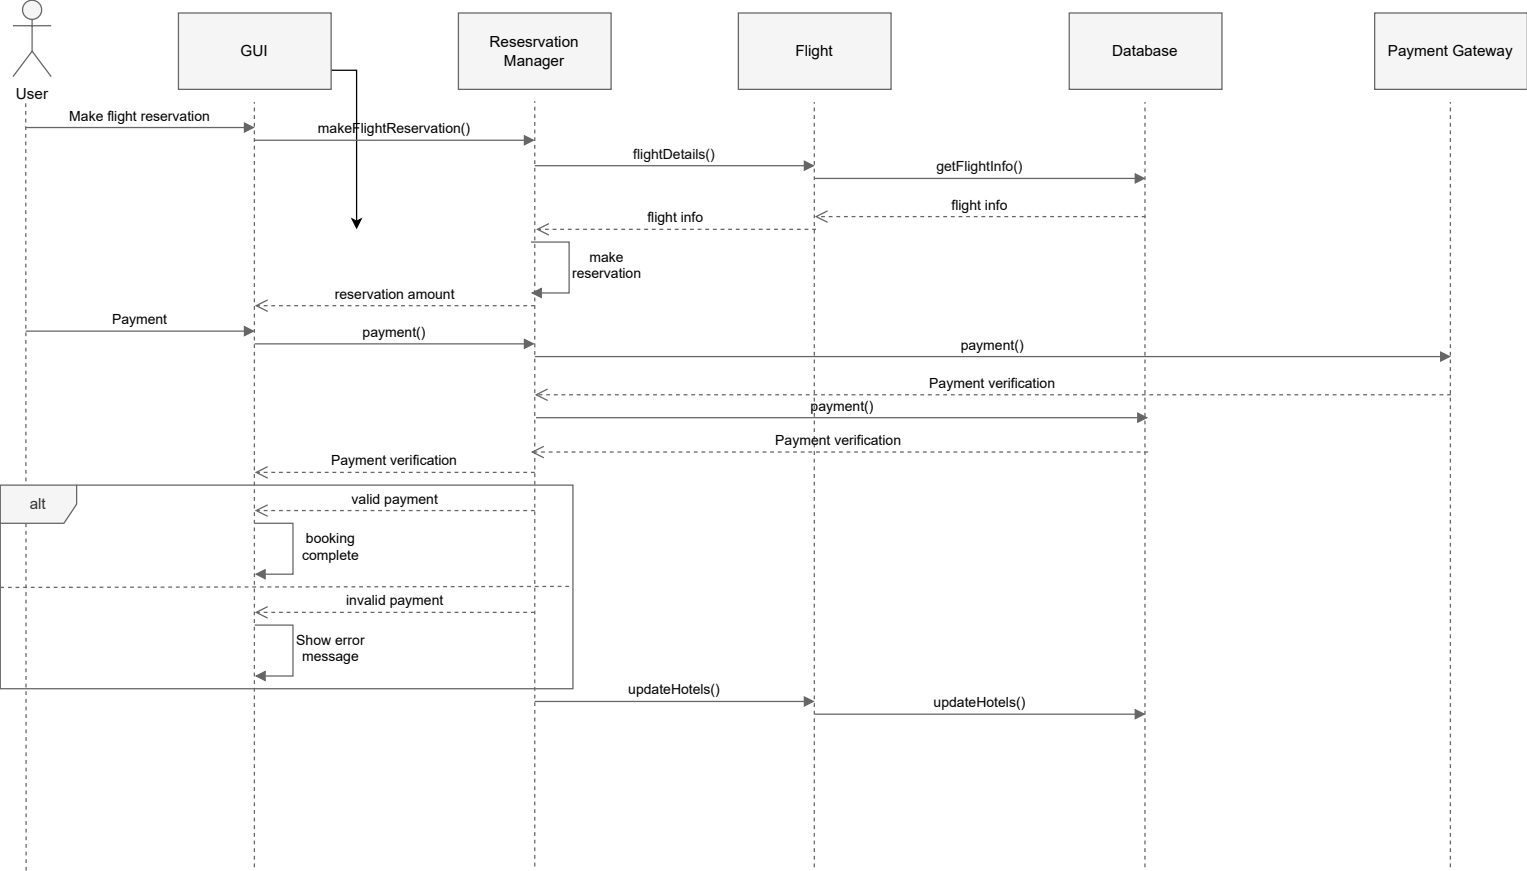 User
GUI
Resesrvation
Manager
Flight
Database
Payment Gateway
Make flight reservation
makeFlightReservation()
flightDetails()
getFlightInfo()
flight info
flight info
make
reservation
reservation amount
Payment
payment()
payment()
Payment verification
payment()
Payment verification
Payment verification
alt
valid payment
booking
complete
invalid payment
Show error
message
updateHotels()
updateHotels()